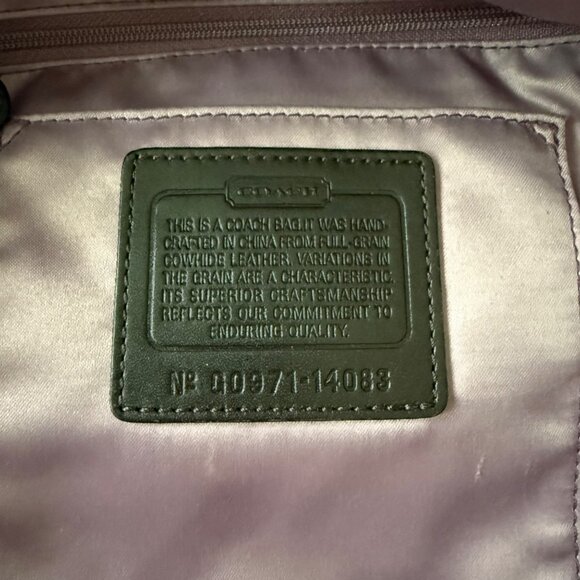 COACH
THIS IS A COACH BAG.IT WAS HAND-
CRAFTED IN CHINA FROM FULL-GRAIN
COWHIDE LEATHER. VARIATIONS IN
THE GRAIN ARE A CHARACTERISTIC.
ITS SUPERIOR CRAFTSMANSHIP
REFLECTS OUR COMMITMENT TO
ENDURING QUALITY.
Nº D0971-14083